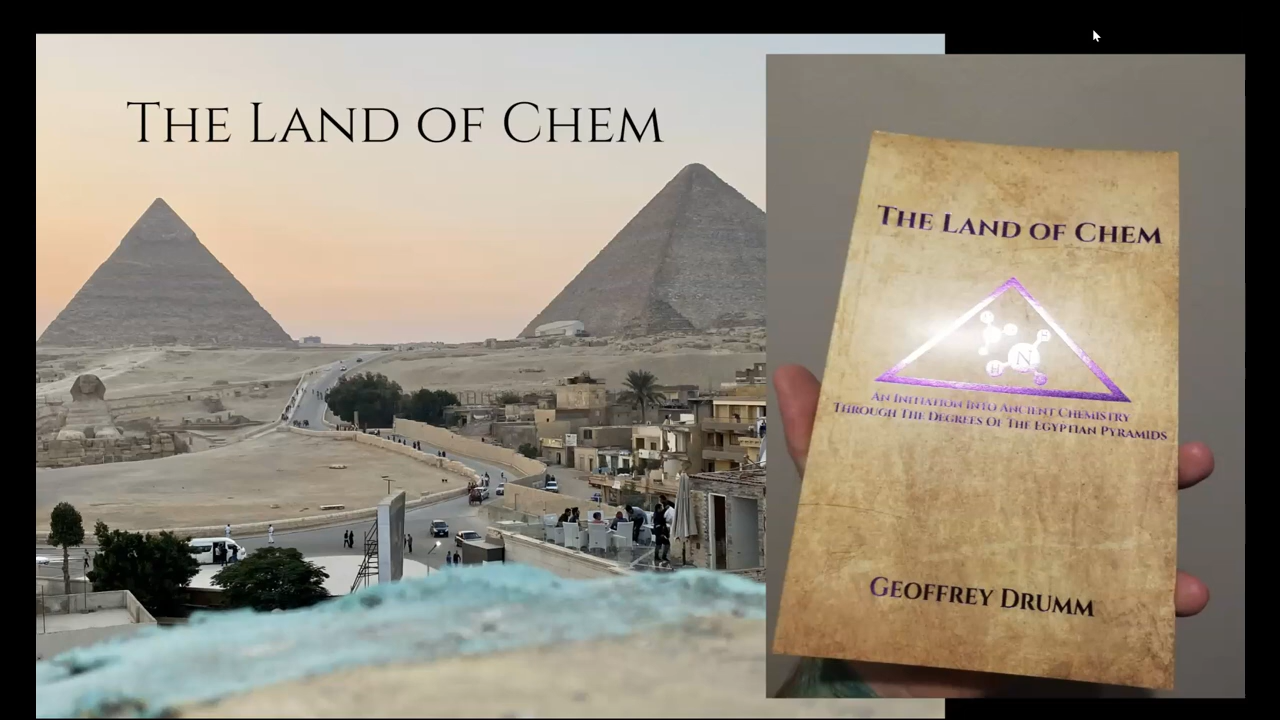 The Land of Chem
The Land of Chem
N
H
H
An Initiation Into Ancient Chemistry
Through The Degrees Of The Egyptian Pyramids
Geoffrey Drumm